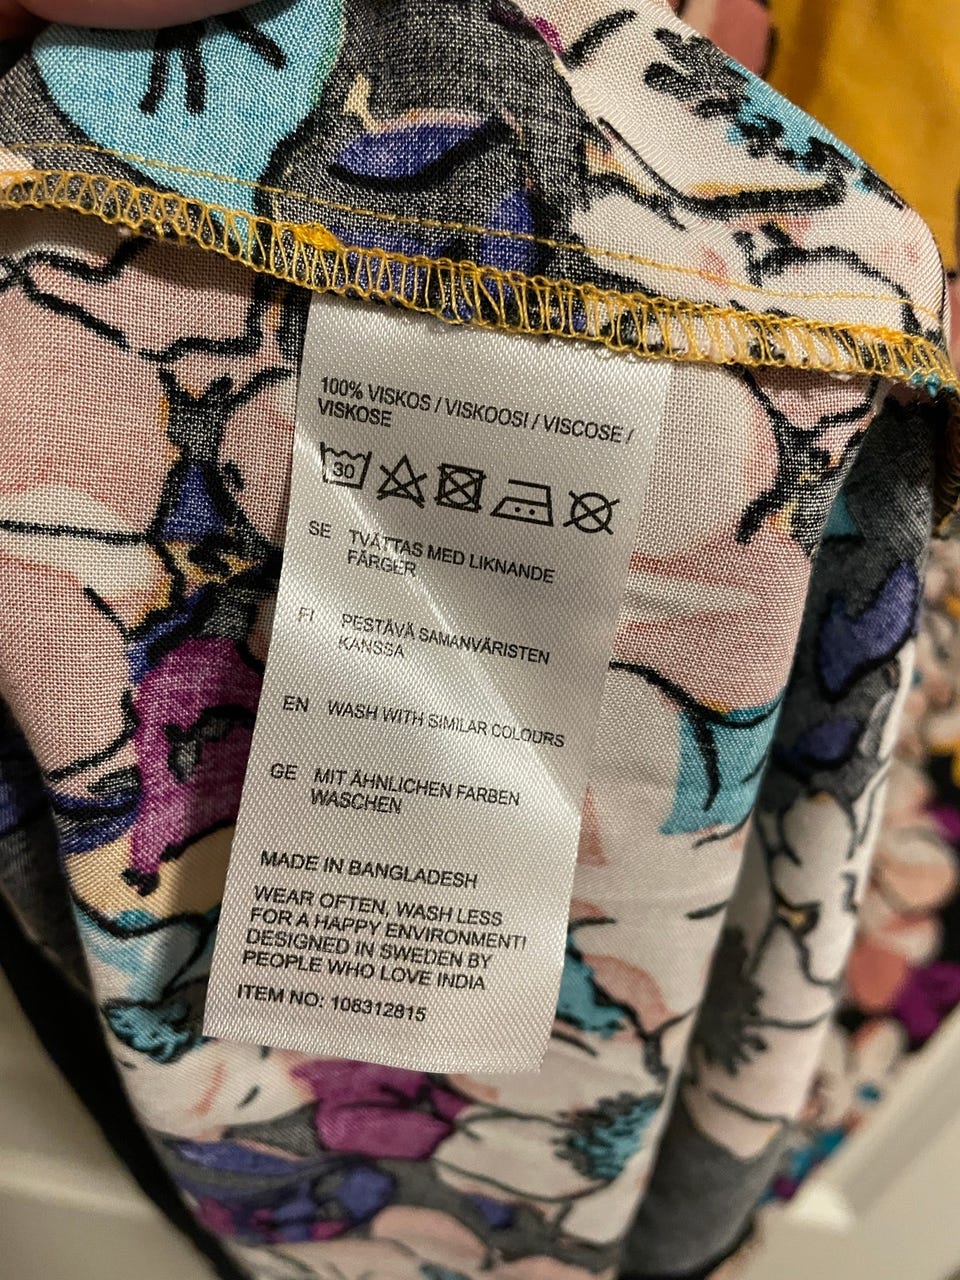 100% VISKOS / VISKOOSI / VISCOSE /
VISKOSE
30
SE TVÄTTAS MED LIKNANDE
FÄRGER
FI PESTÄVÄ SAMANVÄRISTEN
KANSSA
EN WASH WITH SIMILAR COLOURS
GE MIT ÄHNLICHEN FARBEN
WASCHEN
MADE IN BANGLADESH
WEAR OFTEN, WASH LESS
FOR A HAPPY ENVIRONMENT!
DESIGNED IN SWEDEN BY
PEOPLE WHO LOVE INDIA
ITEM NO: 108312815